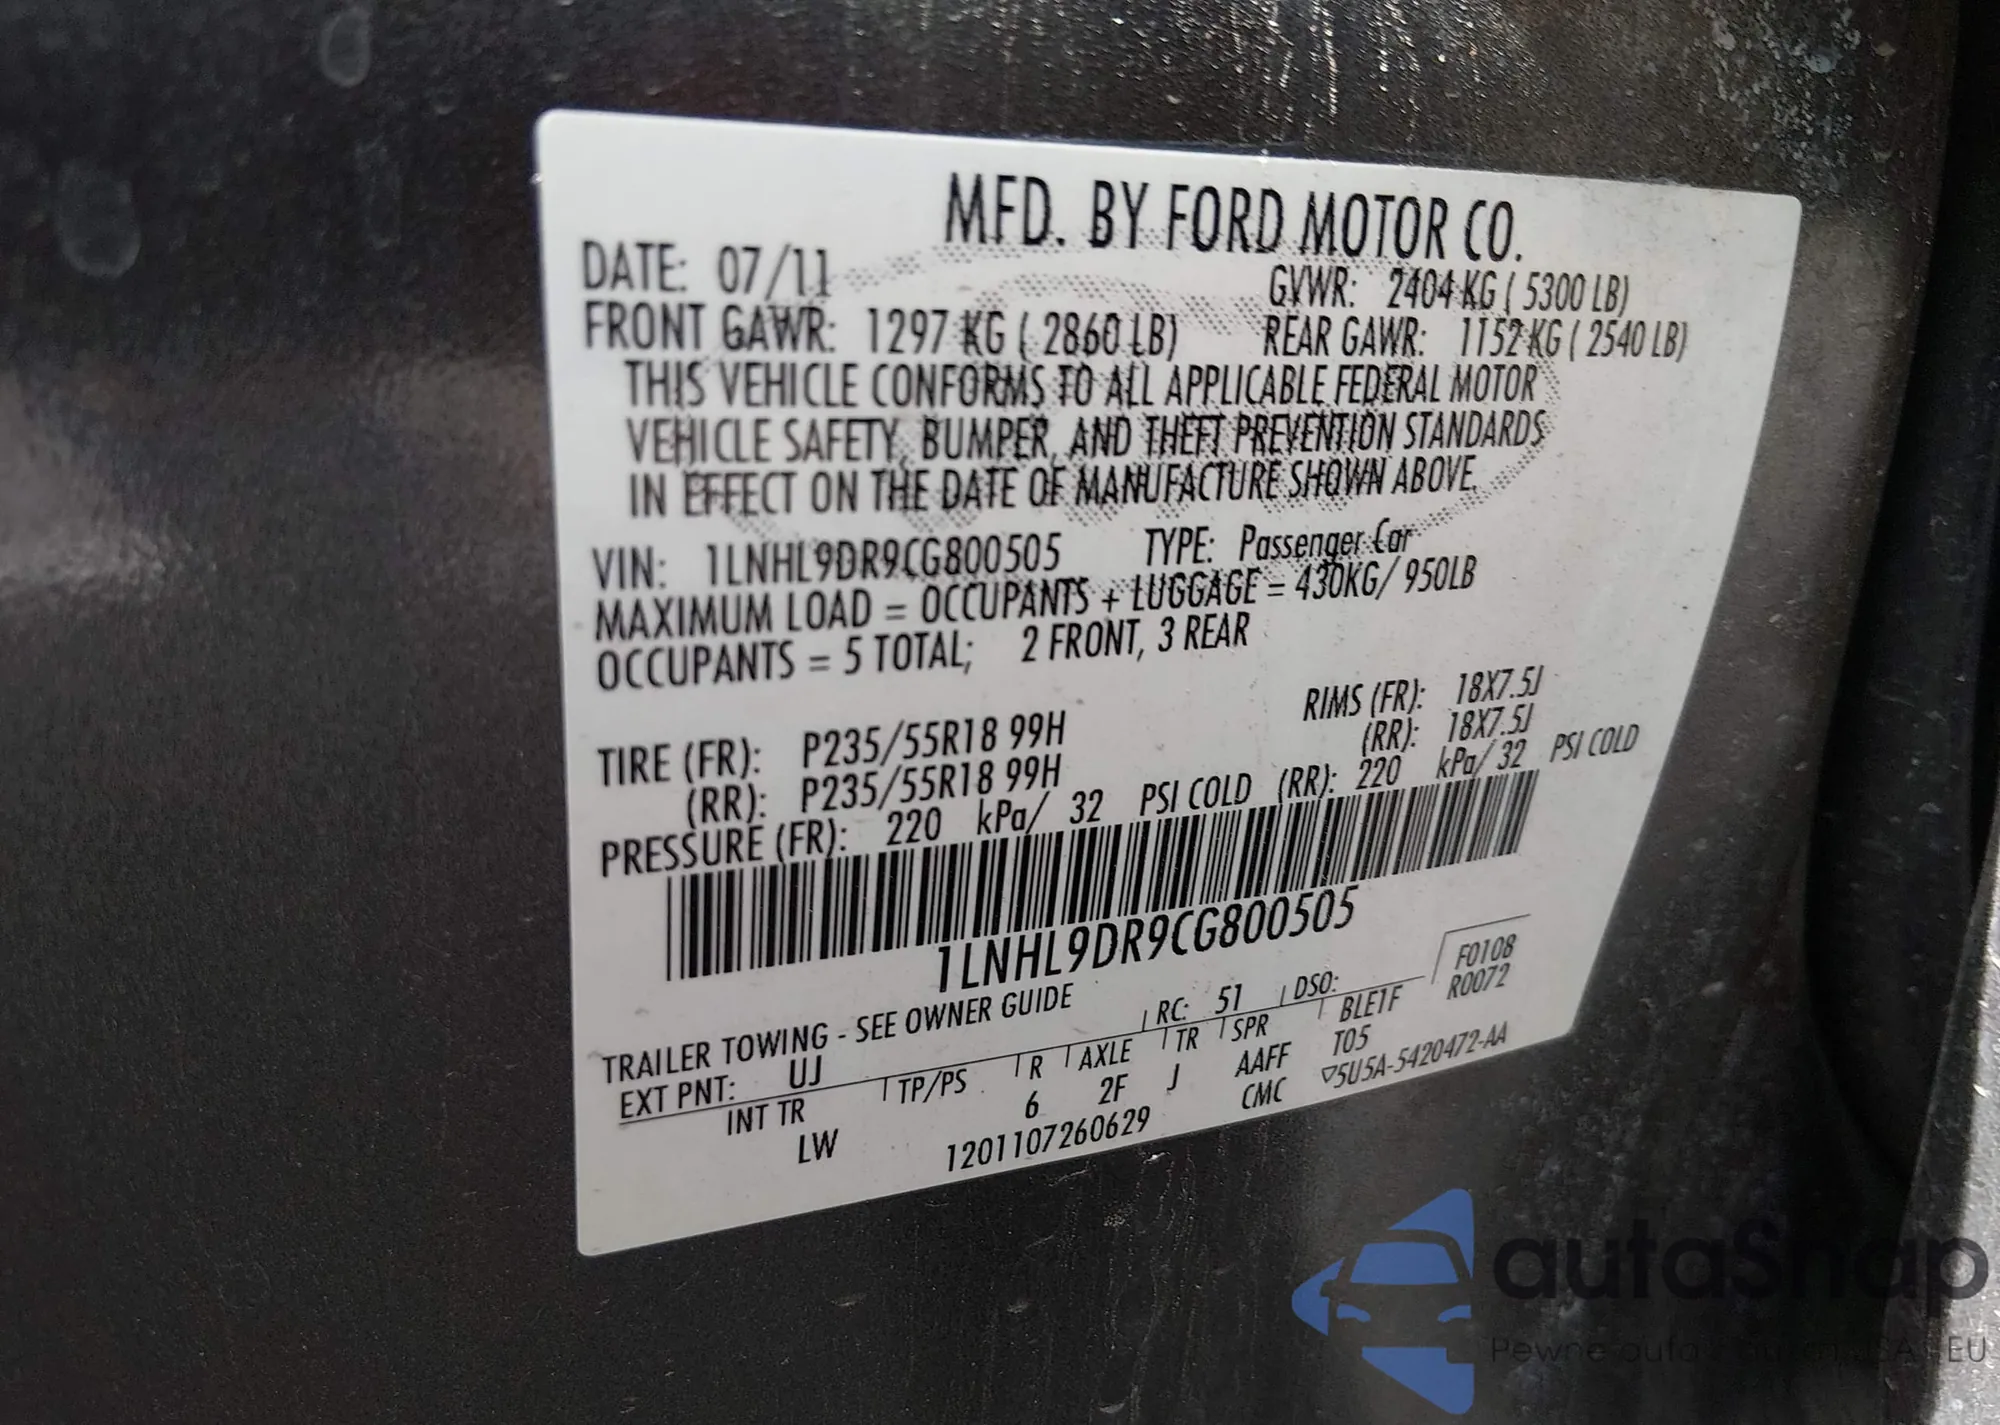 MFD. BY FORD MOTOR CO.
DATE: 07/11 GVWR: 2404 KG ( 5300 LB)
FRONT GAWR: 1297 KG ( 2860 LB) REAR GAWR: 1152 KG ( 2540 LB)
THIS VEHICLE CONFORMS TO ALL APPLICABLE FEDERAL MOTOR
VEHICLE SAFETY, BUMPER, AND THEFT PREVENTION STANDARDS
IN EFFECT ON THE DATE OF MANUFACTURE SHOWN ABOVE.
VIN: 1LNHL9DR9CG800505 TYPE: Passenger Car
MAXIMUM LOAD = OCCUPANTS + LUGGAGE = 430KG/ 950LB
OCCUPANTS = 5 TOTAL; 2 FRONT, 3 REAR
TIRE (FR): P235/55R18 99H RIMS (FR): 18X7.5J
(RR): P235/55R18 99H (RR): 18X7.5J
PRESSURE (FR): 220 kPa/ 32 PSI COLD (RR): 220 kPa/ 32 PSI COLD
1LNHL9DR9CG800505
TRAILER TOWING - SEE OWNER GUIDE F0108
EXT PNT: UJ RC: 51 DSO: R0072
INT TR TP/PS R AXLE TR SPR BLE1F
LW 6 2F J AAFF T05
1201107260629 CMC ▽5U5A-5420472-AA
autaSnap
Pewne auta EU